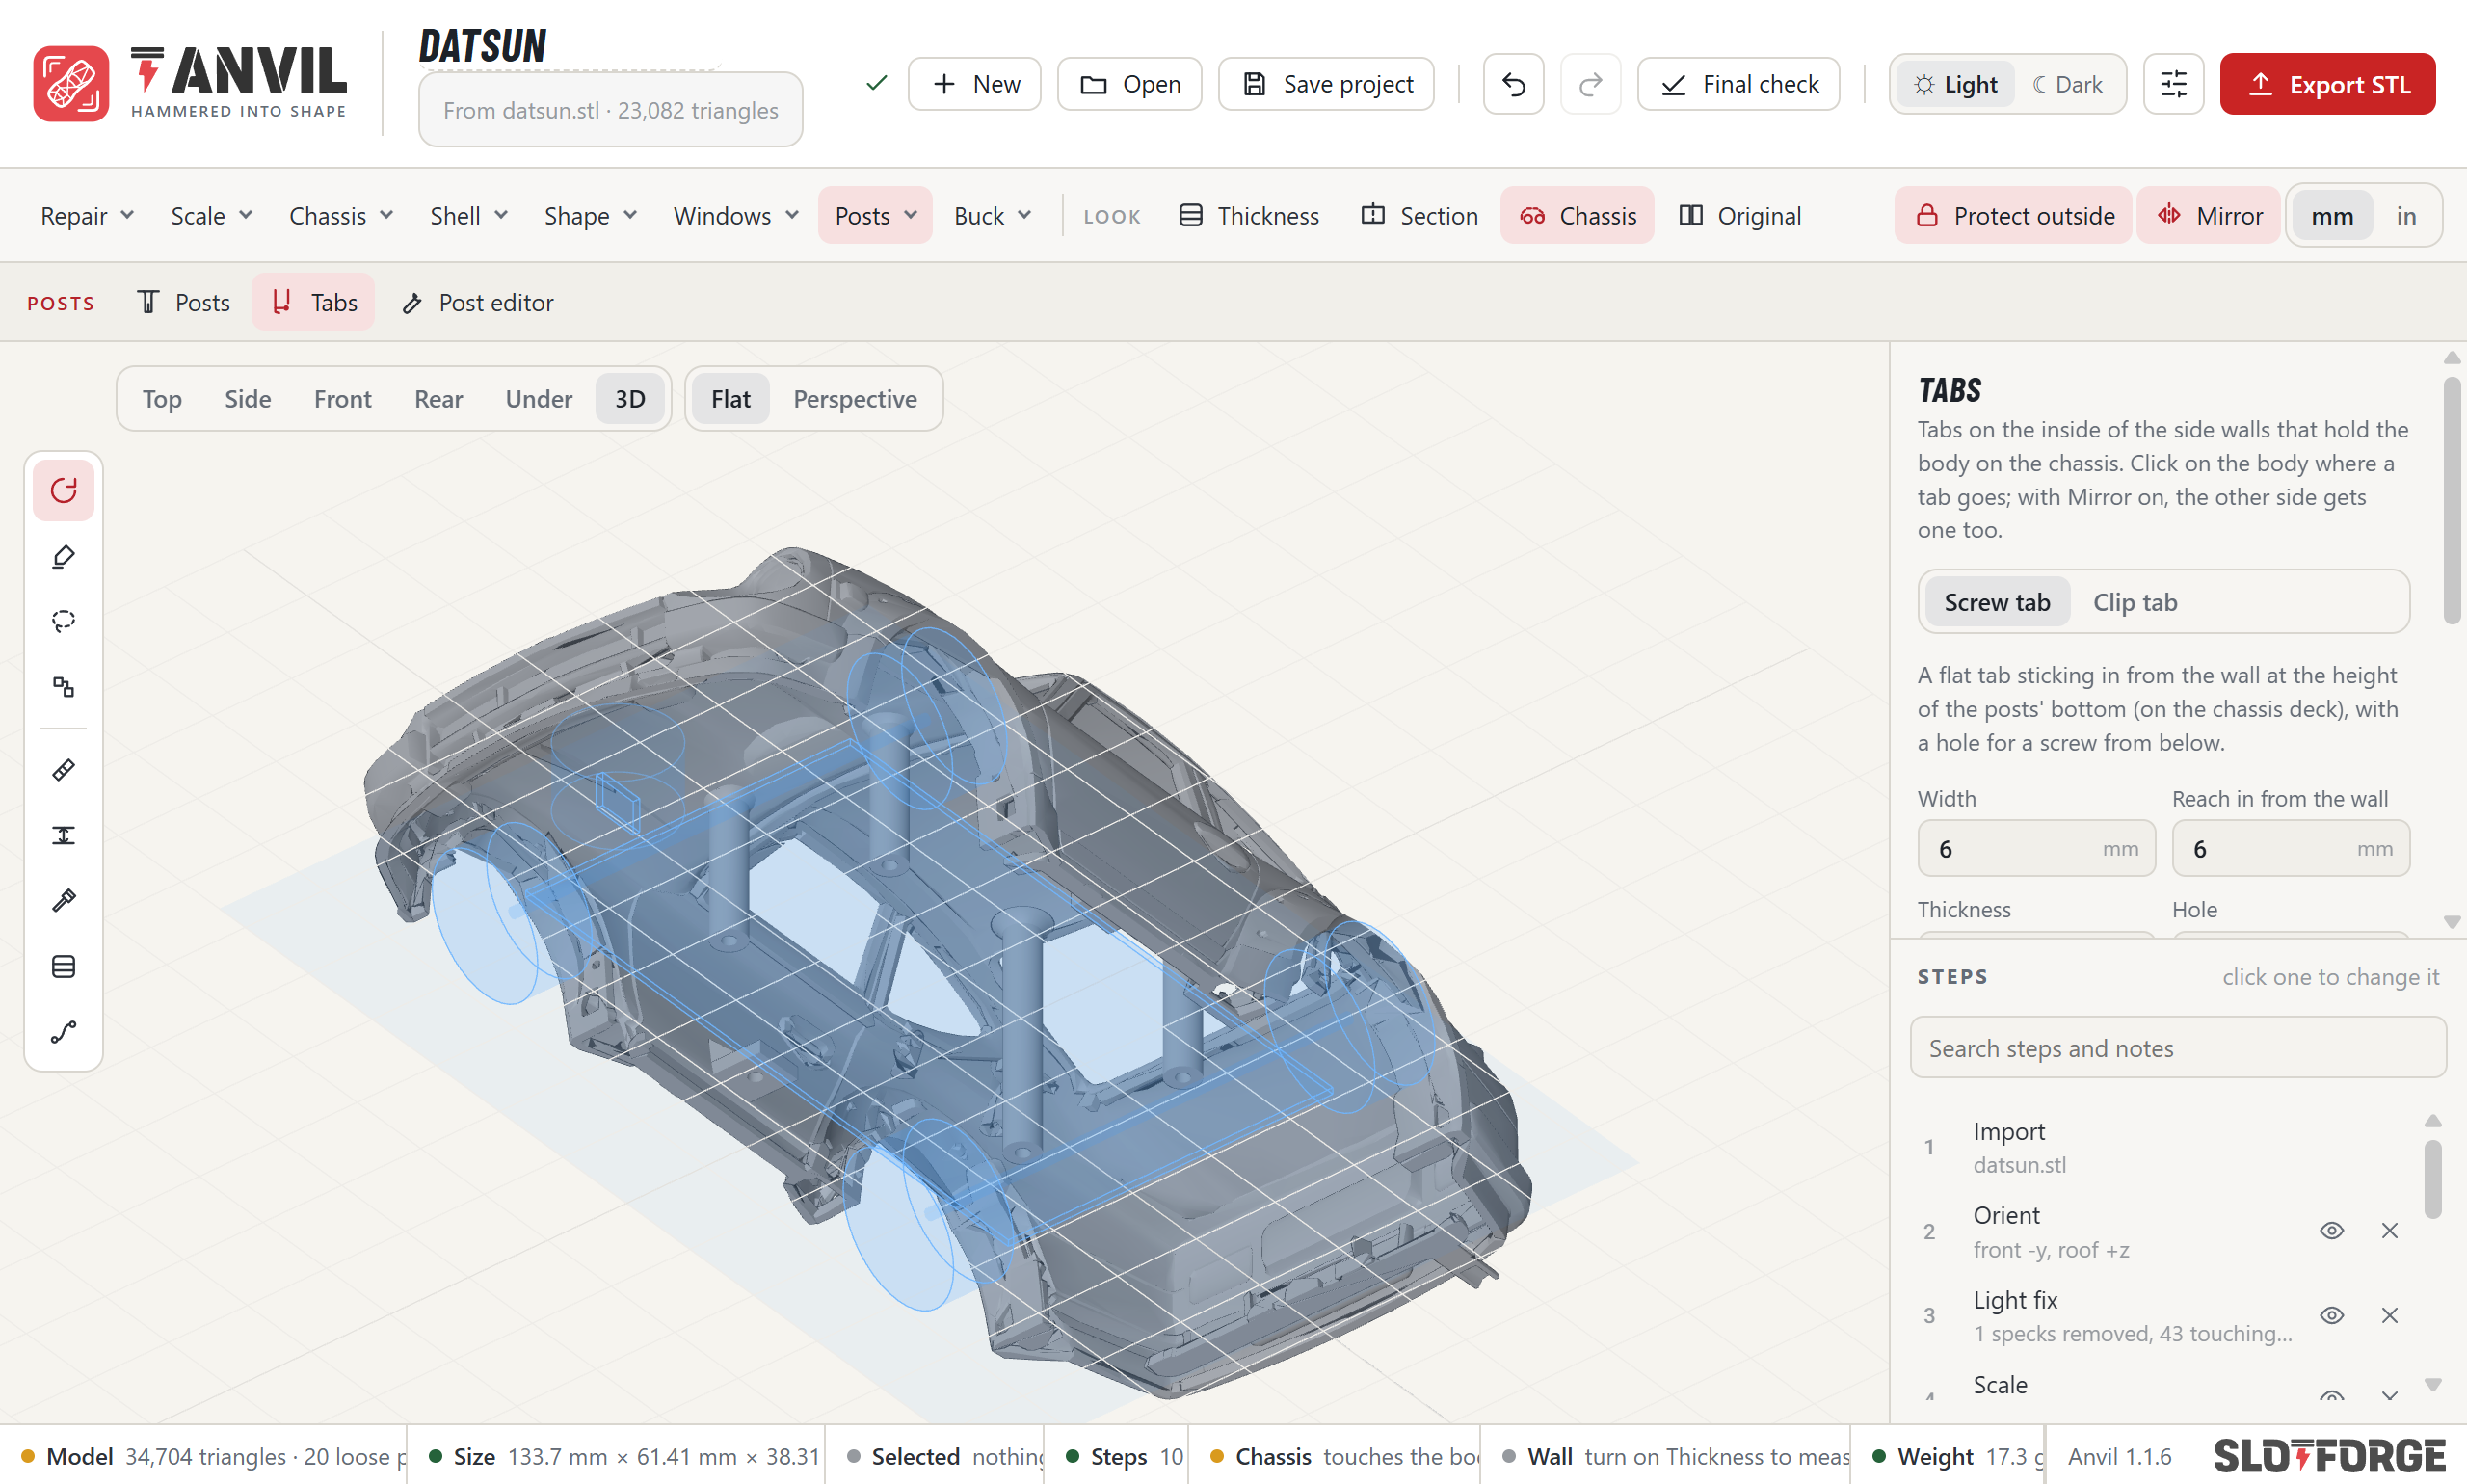 ANVIL
HAMMERED INTO SHAPE
DATSUN
From datsun.stl · 23,082 triangles
New
Open
Save project
Final check
Light
Dark
Export STL
Repair
Scale
Chassis
Shell
Shape
Windows
Posts
Buck
LOOK
Thickness
Section
Chassis
Original
Protect outside
Mirror
mm
in
POSTS
Posts
Tabs
Post editor
Top
Side
Front
Rear
Under
3D
Flat
Perspective
TABS
Tabs on the inside of the side walls that hold the
body on the chassis. Click on the body where a
tab goes; with Mirror on, the other side gets
one too.
Screw tab
Clip tab
A flat tab sticking in from the wall at the height
of the posts' bottom (on the chassis deck), with
a hole for a screw from below.
Width
Reach in from the wall
6 mm
6 mm
Thickness
Hole
STEPS
click one to change it
Search steps and notes
1
Import
datsun.stl
2
Orient
front -y, roof +z
3
Light fix
1 specks removed, 43 touching...
4
Scale
Model 34,704 triangles · 20 loose p
Size 133.7 mm × 61.41 mm × 38.31
Selected nothing
Steps 10
Chassis touches the bo
Wall turn on Thickness to meas
Weight 17.3 g
Anvil 1.1.6
SLOTFORGE